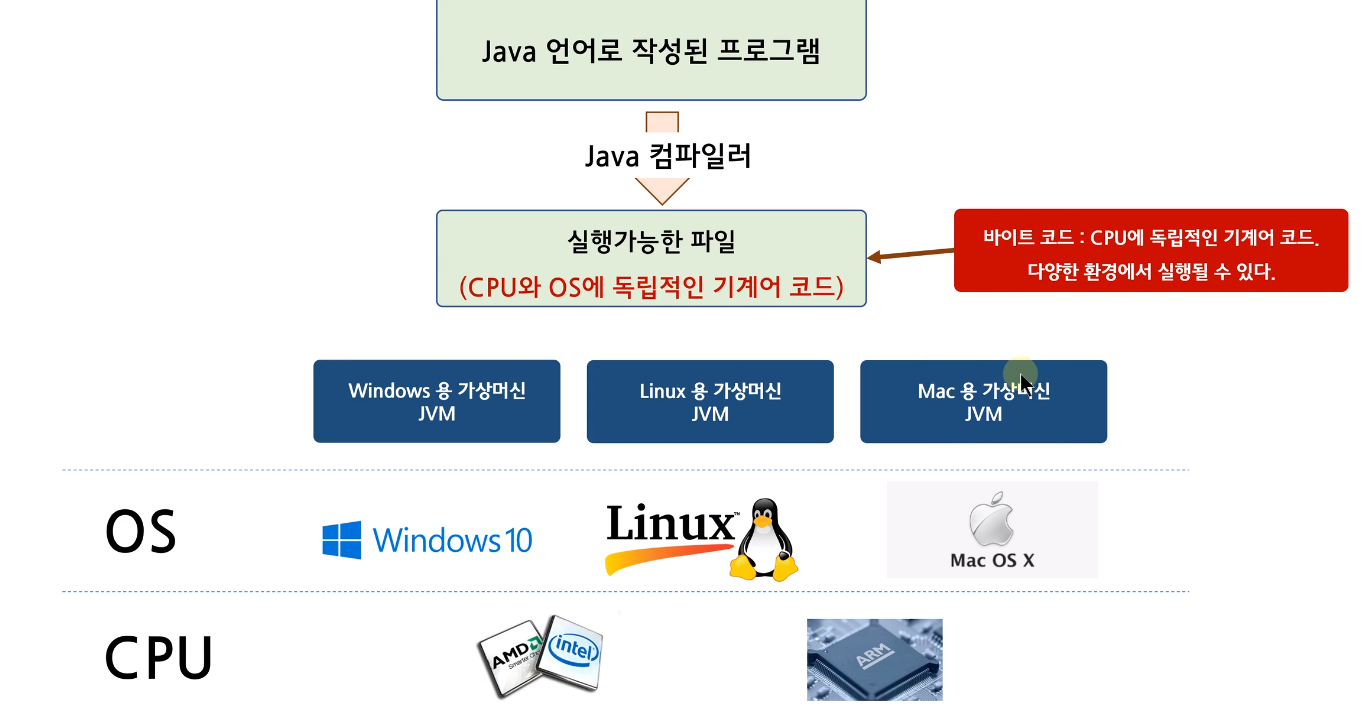 Java 언어로 작성된 프로그램
Java 컴파일러
실행가능한 파일
(CPU와 OS에 독립적인 기계어 코드)
바이트 코드 : CPU에 독립적인 기계어 코드.
다양한 환경에서 실행될 수 있다.
Windows 용 가상머신
JVM
Linux 용 가상머신
JVM
Mac 용 가상머신
JVM
OS
Windows 10
Linux™
Mac OS X
CPU
AMD
intel
ARM